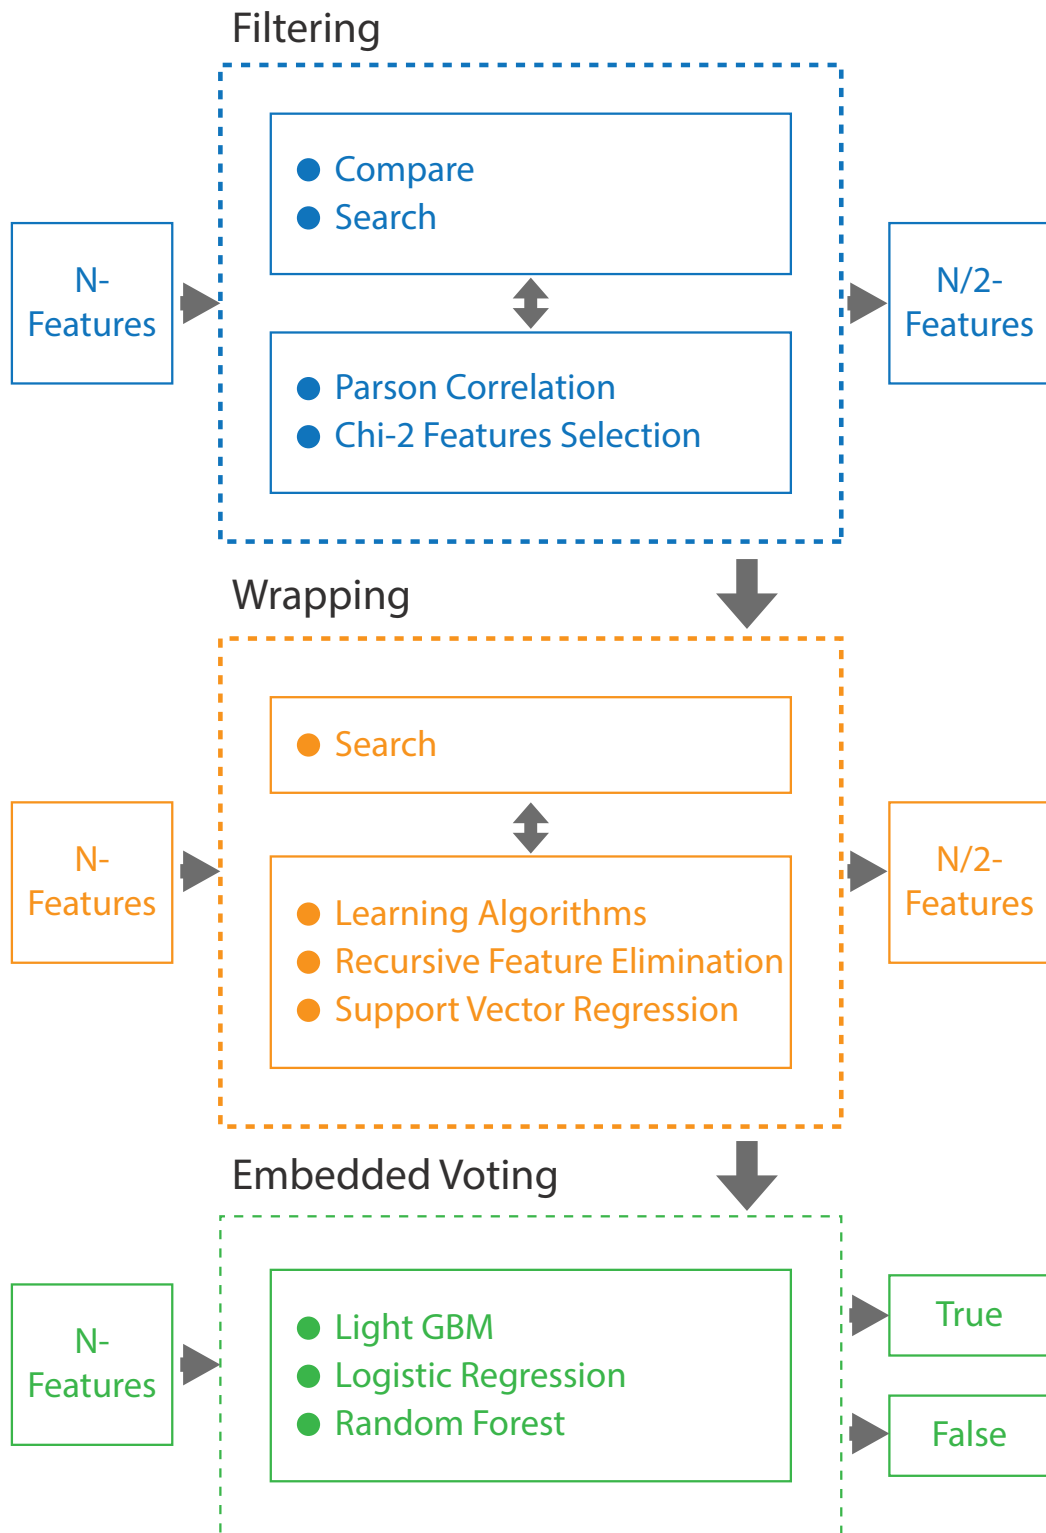 Filtering
N-
Features
Compare
Search
Parson Correlation
Chi-2 Features Selection
N/2-
Features
Wrapping
N-
Features
Search
Learning Algorithms
Recursive Feature Elimination
Support Vector Regression
N/2-
Features
Embedded Voting
N-
Features
Light GBM
Logistic Regression
Random Forest
True
False